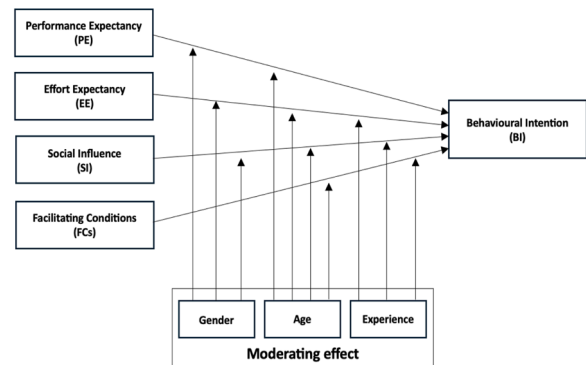 Performance Expectancy
(PE)
Effort Expectancy
(EE)
Social Influence
(SI)
Facilitating Conditions
(FCs)
Behavioural Intention
(BI)
Gender
Age
Experience
Moderating effect